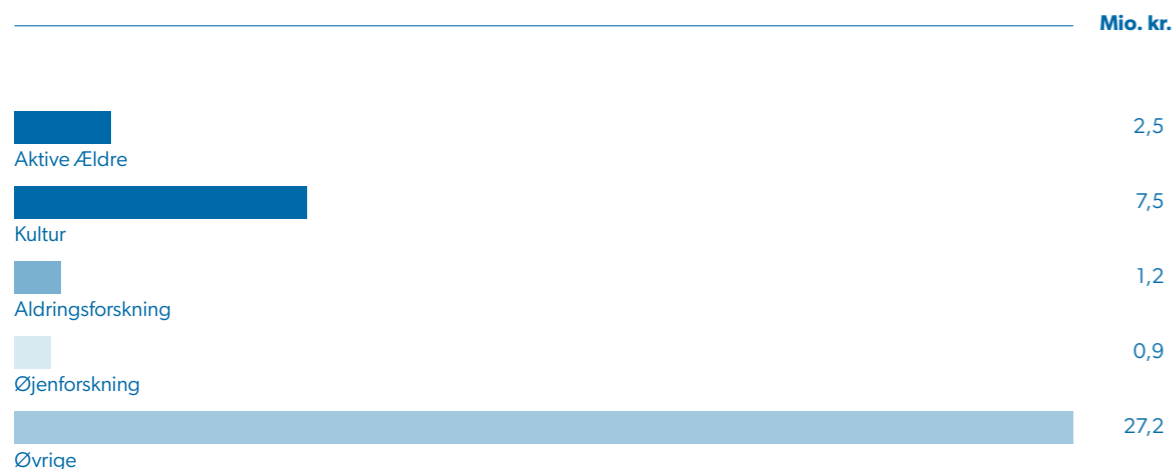 Mio. kr.
2,5
Aktive Ældre
7,5
Kultur
1,2
Aldringsforskning
0,9
Øjenforskning
27,2
Øvrige